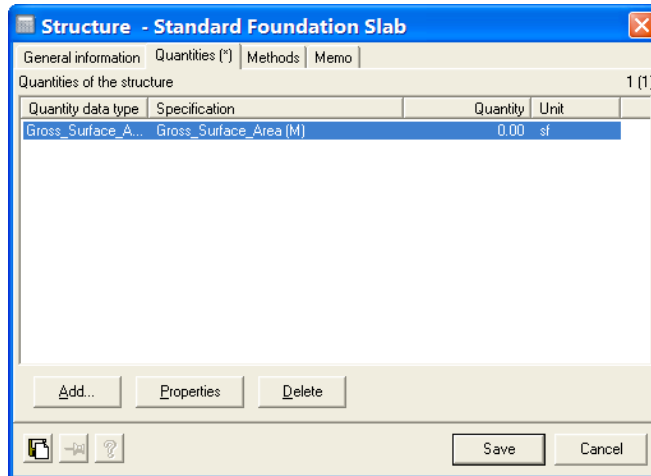 Structure - Standard Foundation Slab
General information Quantities (*) Methods Memo
Quantities of the structure 1 (1)
Quantity data type Specification Quantity Unit
Gross_Surface_A... Gross_Surface_Area (M) 0.00 sf
Add... Properties Delete
Save Cancel